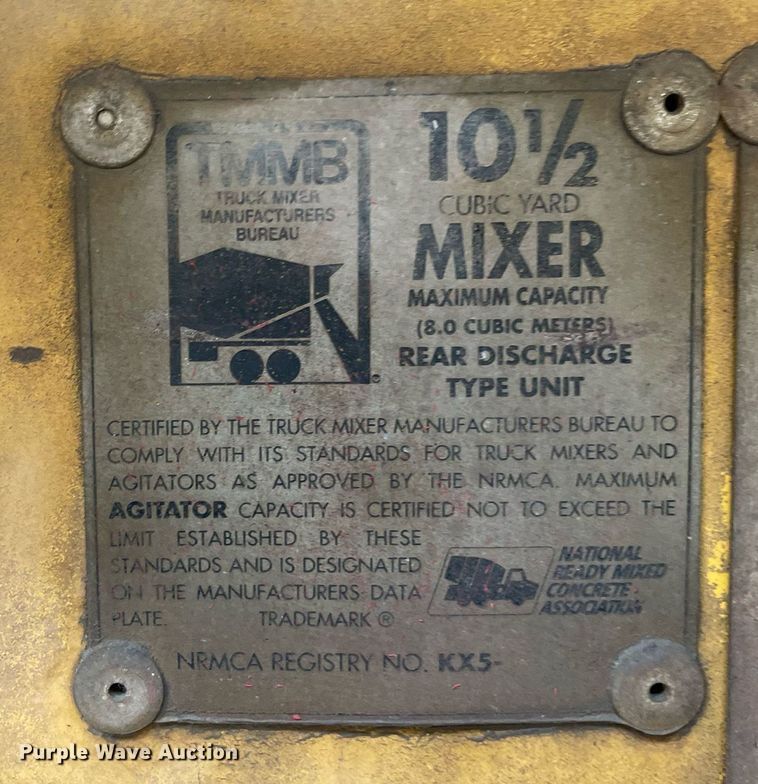 TMMB
TRUCK MIXER
MANUFACTURERS
BUREAU
10 1/2
CUBIC YARD
MIXER
MAXIMUM CAPACITY
(8.0 CUBIC METERS)
REAR DISCHARGE
TYPE UNIT
CERTIFIED BY THE TRUCK MIXER MANUFACTURERS BUREAU TO
COMPLY WITH ITS STANDARDS FOR TRUCK MIXERS AND
AGITATORS AS APPROVED BY THE NRMCA. MAXIMUM
AGITATOR CAPACITY IS CERTIFIED NOT TO EXCEED THE
LIMIT ESTABLISHED BY THESE
STANDARDS AND IS DESIGNATED
ON THE MANUFACTURERS DATA
PLATE. TRADEMARK ®
NATIONAL
READY MIXED
CONCRETE
ASSOCIATION
NRMCA REGISTRY NO. KX5-
Purple Wave Auction